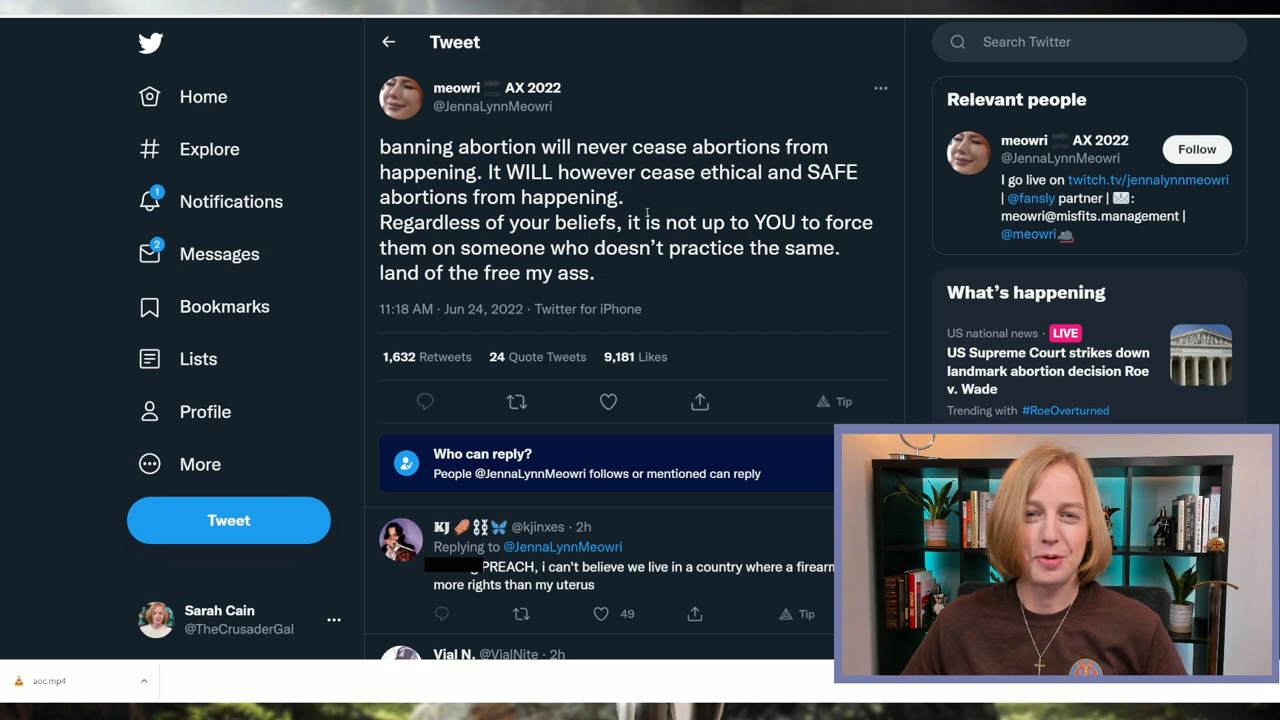 Tweet
Search Twitter
Home
Explore
1
Notifications
2
Messages
Bookmarks
Lists
Profile
More
Tweet
Sarah Cain
@TheCrusaderGal
meowri SOON AX 2022
@JennaLynnMeowri
banning abortion will never cease abortions from
happening. It WILL however cease ethical and SAFE
abortions from happening.
Regardless of your beliefs, it is not up to YOU to force
them on someone who doesn’t practice the same.
land of the free my ass.
11:18 AM · Jun 24, 2022 · Twitter for iPhone
1,632 Retweets 24 Quote Tweets 9,181 Likes
Tip
Who can reply?
People @JennaLynnMeowri follows or mentioned can reply
KJ @kjinxes · 2h
Replying to @JennaLynnMeowri
PREACH, i can't believe we live in a country where a firearm
more rights than my uterus
49
Tip
Vial N. @VialNite · 2h
Relevant people
meowri SOON AX 2022
@JennaLynnMeowri
Follow
I go live on twitch.tv/jennalynnmeowri
| @fansly partner | ✉:
meowri@misfits.management |
@meowri
What’s happening
US national news · LIVE
US Supreme Court strikes down
landmark abortion decision Roe
v. Wade
Trending with #RoeOverturned
aoc.mp4